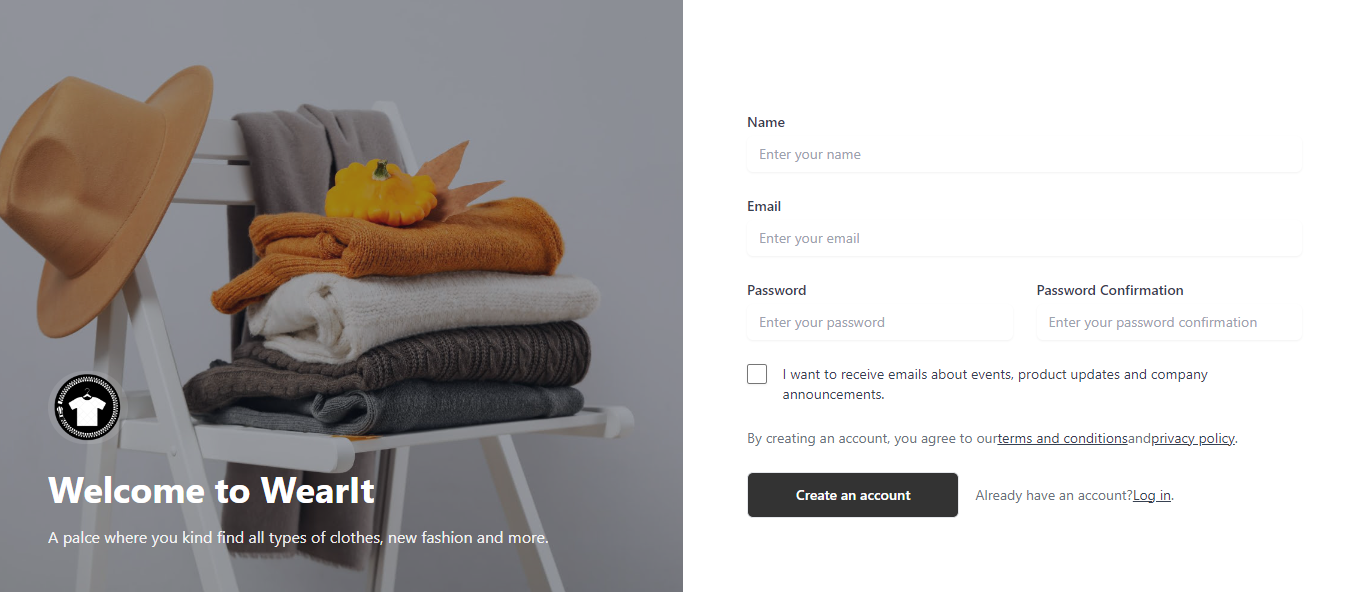 Welcome to WearIt
A palce where you kind find all types of clothes, new fashion and more.
Name
Enter your name
Email
Enter your email
Password
Password Confirmation
Enter your password
Enter your password confirmation
I want to receive emails about events, product updates and company
announcements.
By creating an account, you agree to ourterms and conditionsandprivacy policy.
Create an account
Already have an account?Log in.